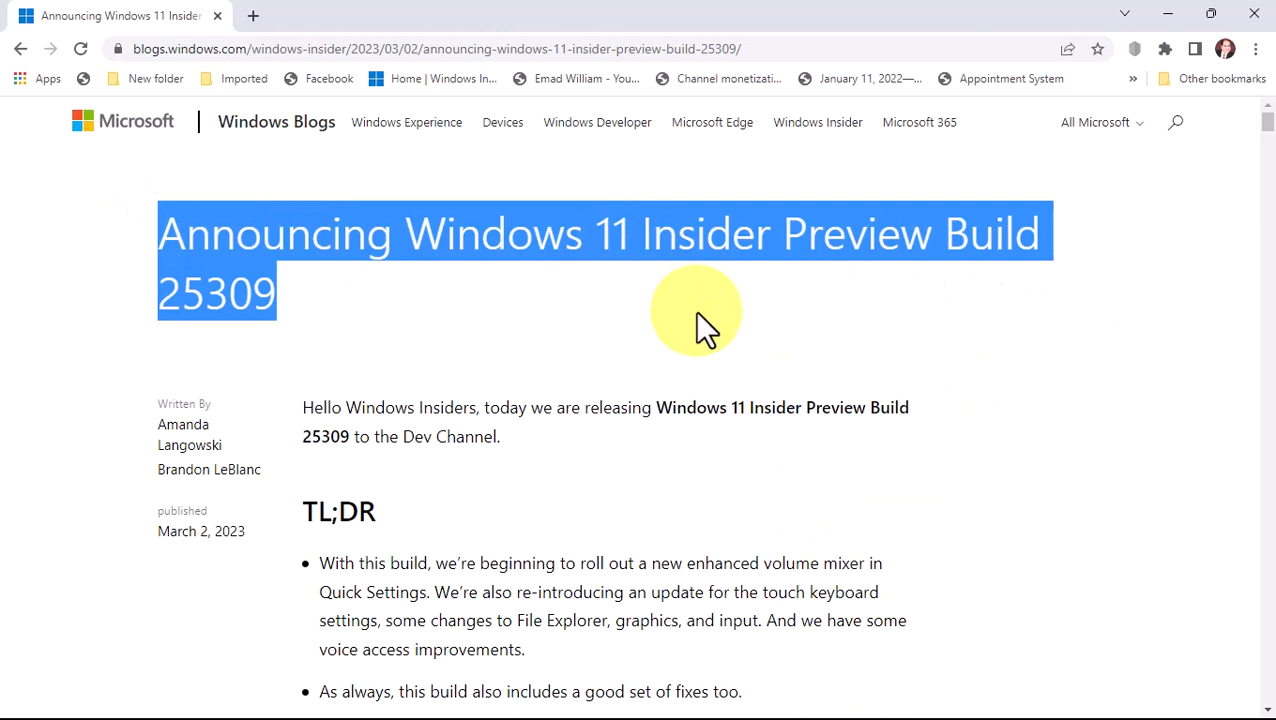 Announcing Windows 11 Insider
blogs.windows.com/windows-insider/2023/03/02/announcing-windows-11-insider-preview-build-25309/
Apps New folder Imported Facebook Home | Windows In... Emad William - You... Channel monetizati... January 11, 2022—... Appointment System » Other bookmarks
Microsoft | Windows Blogs Windows Experience Devices Windows Developer Microsoft Edge Windows Insider Microsoft 365 All Microsoft
Announcing Windows 11 Insider Preview Build
25309
Written By
Amanda
Langowski
Brandon LeBlanc
published
March 2, 2023
Hello Windows Insiders, today we are releasing Windows 11 Insider Preview Build
25309 to the Dev Channel.
TL;DR
• With this build, we’re beginning to roll out a new enhanced volume mixer in
Quick Settings. We’re also re-introducing an update for the touch keyboard
settings, some changes to File Explorer, graphics, and input. And we have some
voice access improvements.
• As always, this build also includes a good set of fixes too.